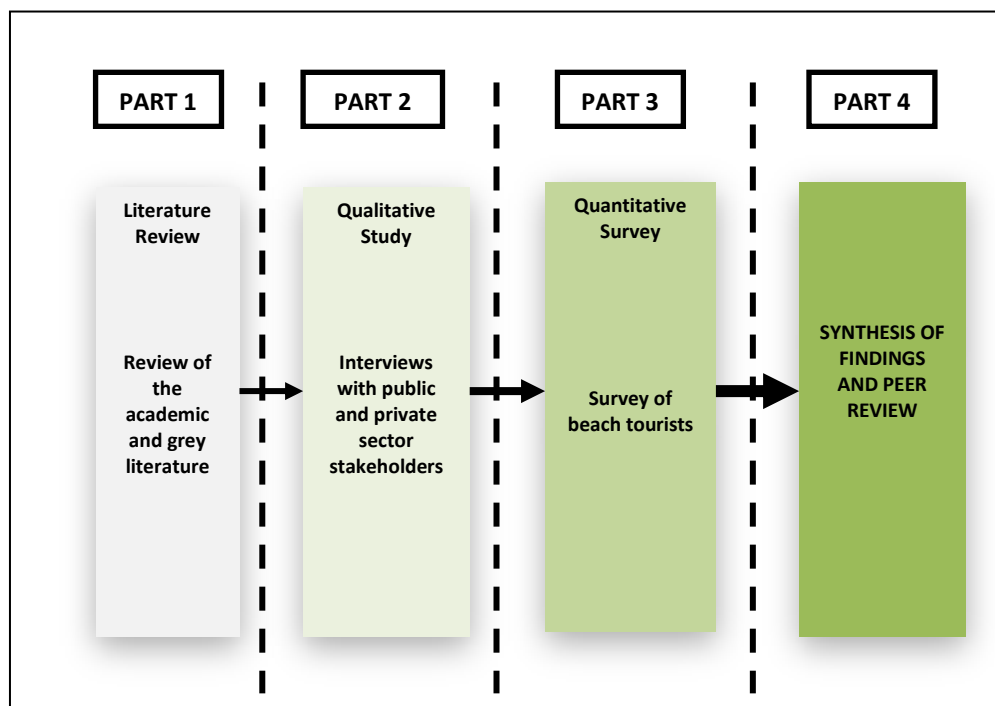 PART 1
PART 2
PART 3
PART 4
Literature
Review
Review of
the
academic
and grey
literature
Qualitative
Study
Interviews
with public
and private
sector
stakeholders
Quantitative
Survey
Survey of
beach tourists
SYNTHESIS OF
FINDINGS
AND PEER
REVIEW